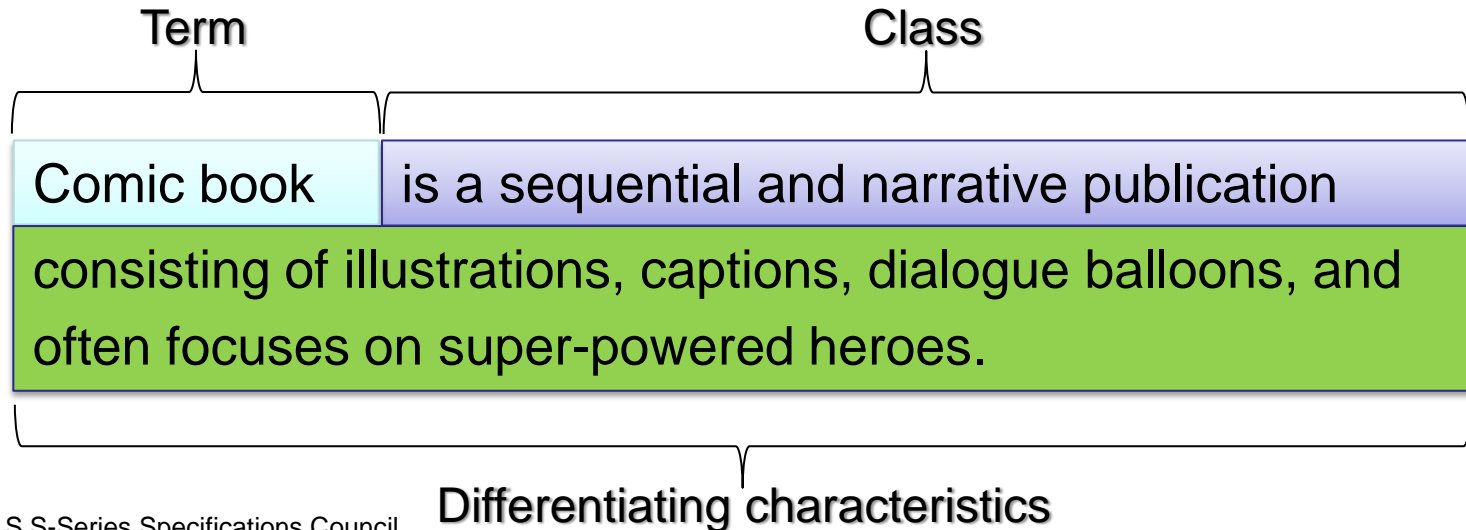 Term
Class
Comic book
is a sequential and narrative publication
consisting of illustrations, captions, dialogue balloons, and
often focuses on super-powered heroes.
Differentiating characteristics
S S-Series Specifications Council